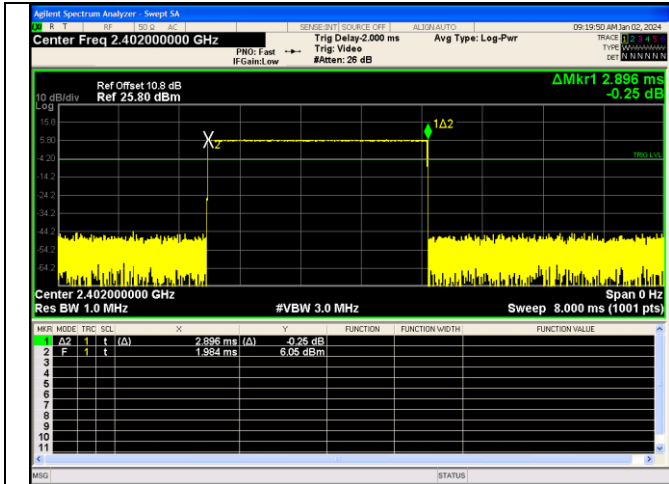 Agilent Spectrum Analyzer - Swept SA
R T RF 50 Ω AC SENSE:INT SOURCE OFF ALIGN AUTO 09:19:50 AM Jan 02, 2024
Center Freq 2.402000000 GHz Trig Delay-2.000 ms Avg Type: Log-Pwr TRACE 1 2 3 4 5 6
PNO: Fast Trig: Video TYPE
IFGain:Low #Atten: 26 dB DET N N N N N N
ΔMkr1 2.896 ms
-0.25 dB
Ref Offset 10.8 dB
10 dB/div Ref 25.80 dBm
Log
15.8
5.80
-4.20
-14.2
-24.2
-34.2
-44.2
-54.2
-64.2
X2
1Δ2
TRIG LVL
Center 2.402000000 GHz Span 0 Hz
Res BW 1.0 MHz #VBW 3.0 MHz Sweep 8.000 ms (1001 pts)
MKR MODE TRC SCL X Y FUNCTION FUNCTION WIDTH FUNCTION VALUE
1 Δ2 1 t (Δ) 2.896 ms (Δ) -0.25 dB
2 F 1 t 1.984 ms 6.05 dBm
3
4
5
6
7
8
9
10
11
MSG STATUS